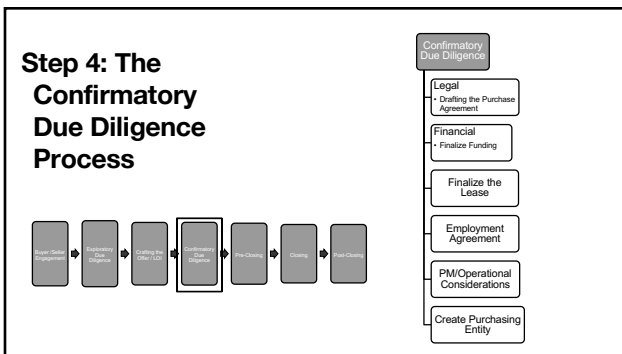 Step 4: The
Confirmatory
Due Diligence
Process
Buyer /Seller
Engagement
Exploratory
Due
Diligence
Crafting the
Offer / LOI
Confirmatory
Due
Diligence
Pre-Closing
Closing
Post-Closing
Confirmatory
Due Diligence
Legal
• Drafting the Purchase
Agreement
Financial
• Finalize Funding
Finalize the
Lease
Employment
Agreement
PM/Operational
Considerations
Create Purchasing
Entity